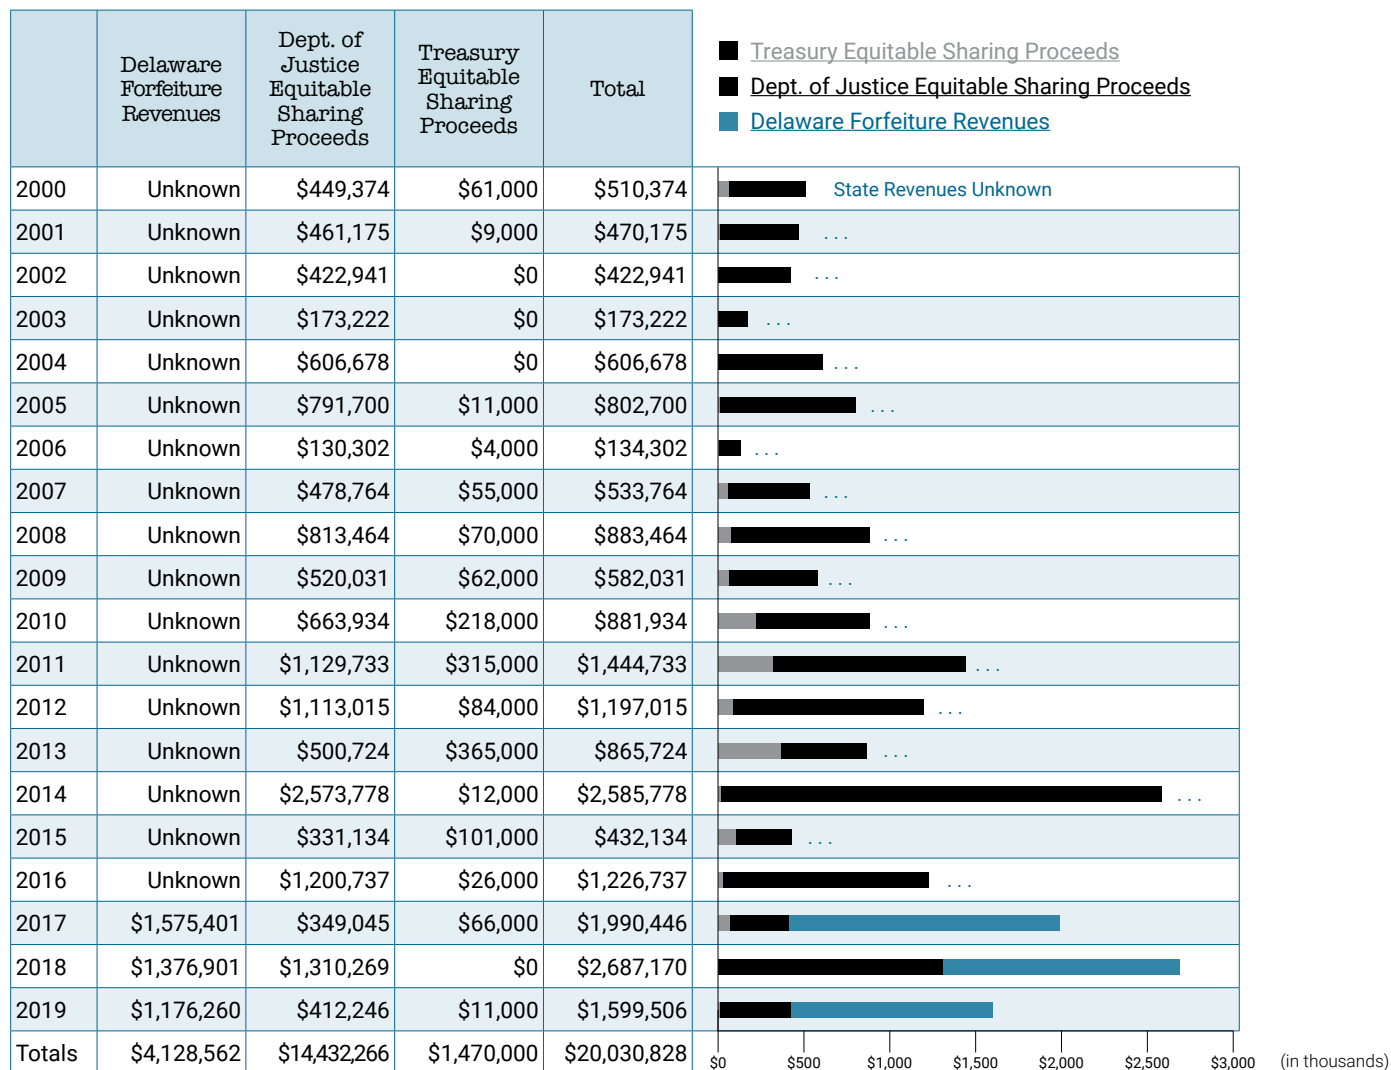 Delaware
Forfeiture
Revenues
Dept. of
Justice
Equitable
Sharing
Proceeds
Treasury
Equitable
Sharing
Proceeds
Total
Treasury Equitable Sharing Proceeds
Dept. of Justice Equitable Sharing Proceeds
Delaware Forfeiture Revenues
2000 Unknown $449,374 $61,000 $510,374 State Revenues Unknown
2001 Unknown $461,175 $9,000 $470,175 ...
2002 Unknown $422,941 $0 $422,941 ...
2003 Unknown $173,222 $0 $173,222 ...
2004 Unknown $606,678 $0 $606,678 ...
2005 Unknown $791,700 $11,000 $802,700 ...
2006 Unknown $130,302 $4,000 $134,302 ...
2007 Unknown $478,764 $55,000 $533,764 ...
2008 Unknown $813,464 $70,000 $883,464 ...
2009 Unknown $520,031 $62,000 $582,031 ...
2010 Unknown $663,934 $218,000 $881,934 ...
2011 Unknown $1,129,733 $315,000 $1,444,733 ...
2012 Unknown $1,113,015 $84,000 $1,197,015 ...
2013 Unknown $500,724 $365,000 $865,724 ...
2014 Unknown $2,573,778 $12,000 $2,585,778 ...
2015 Unknown $331,134 $101,000 $432,134 ...
2016 Unknown $1,200,737 $26,000 $1,226,737 ...
2017 $1,575,401 $349,045 $66,000 $1,990,446
2018 $1,376,901 $1,310,269 $0 $2,687,170
2019 $1,176,260 $412,246 $11,000 $1,599,506
Totals $4,128,562 $14,432,266 $1,470,000 $20,030,828
$0 $500 $1,000 $1,500 $2,000 $2,500 $3,000 (in thousands)